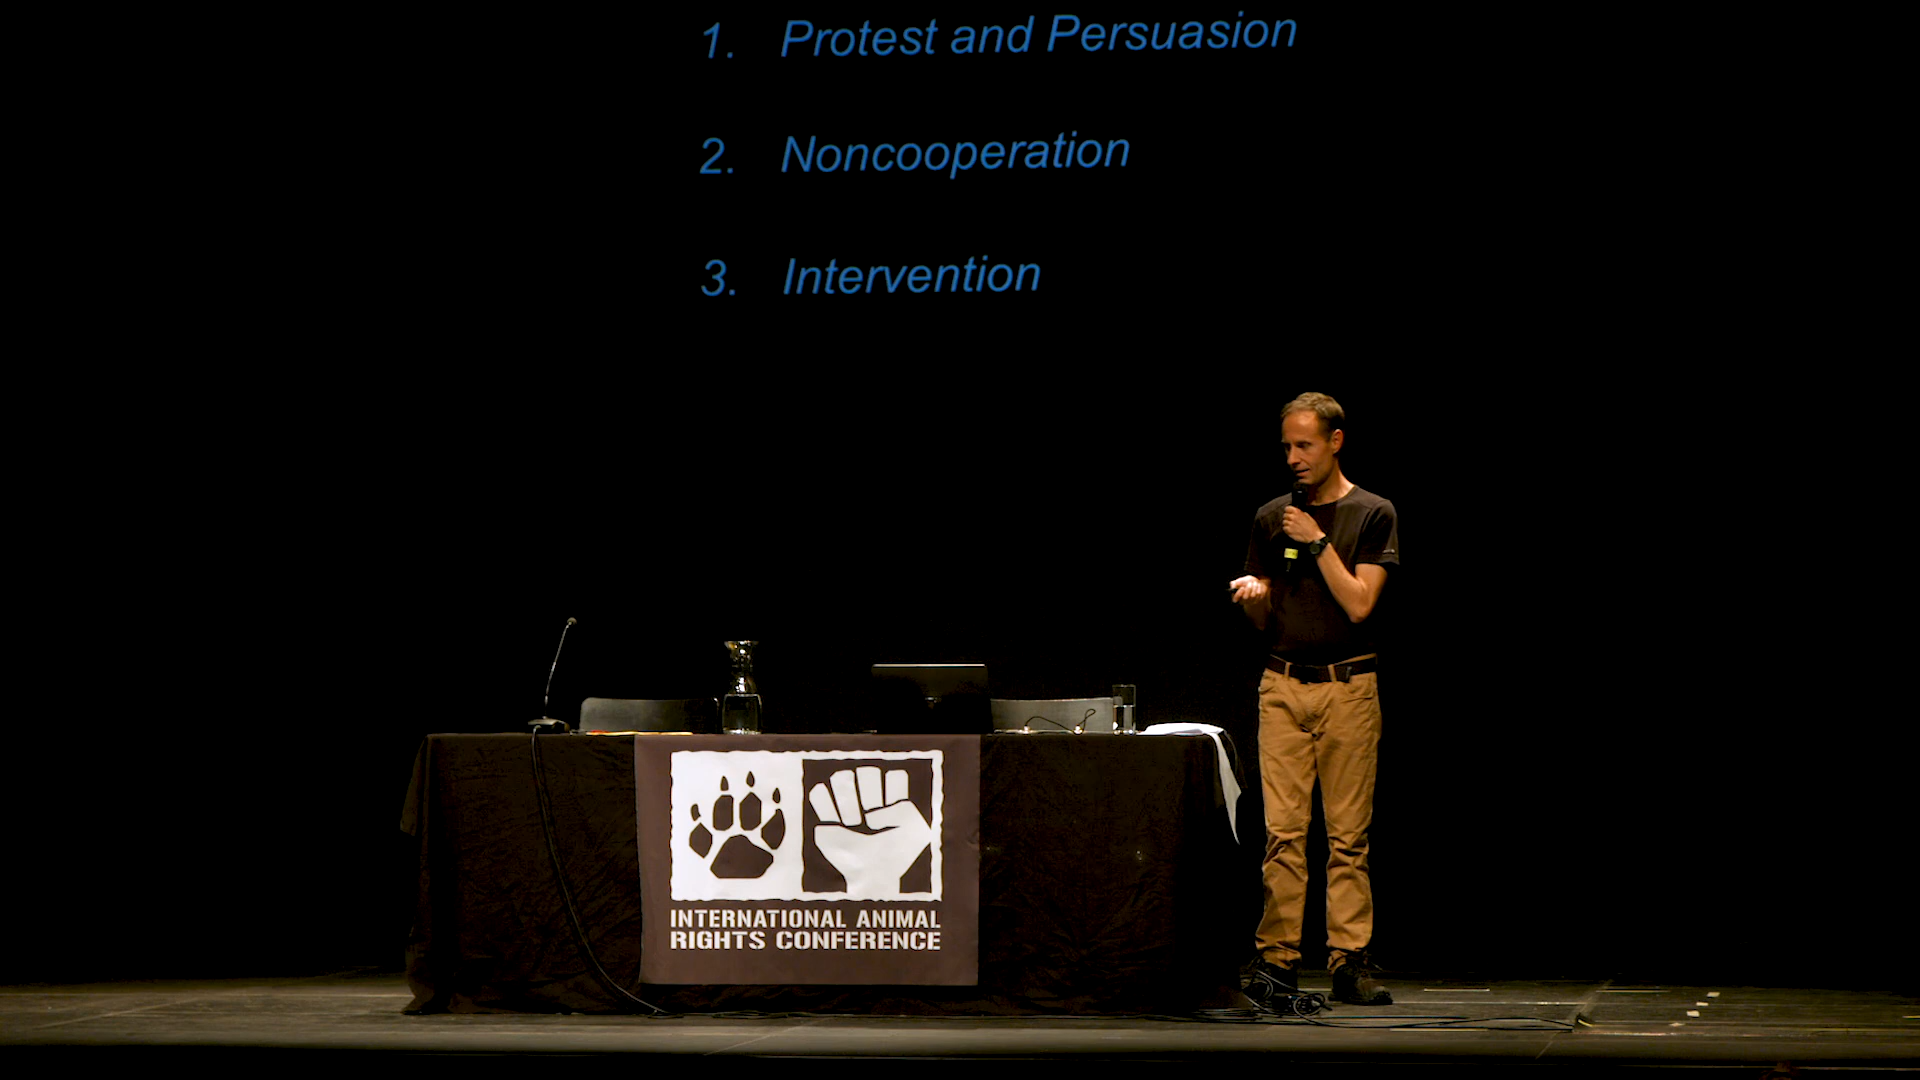 1. Protest and Persuasion
2. Noncooperation
3. Intervention
INTERNATIONAL ANIMAL
RIGHTS CONFERENCE